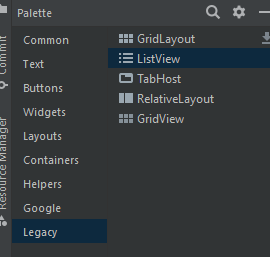 Palette
Common
Text
Buttons
Widgets
Layouts
Containers
Helpers
Google
Legacy
GridLayout
ListView
TabHost
RelativeLayout
GridView
Commit
Resource Manager